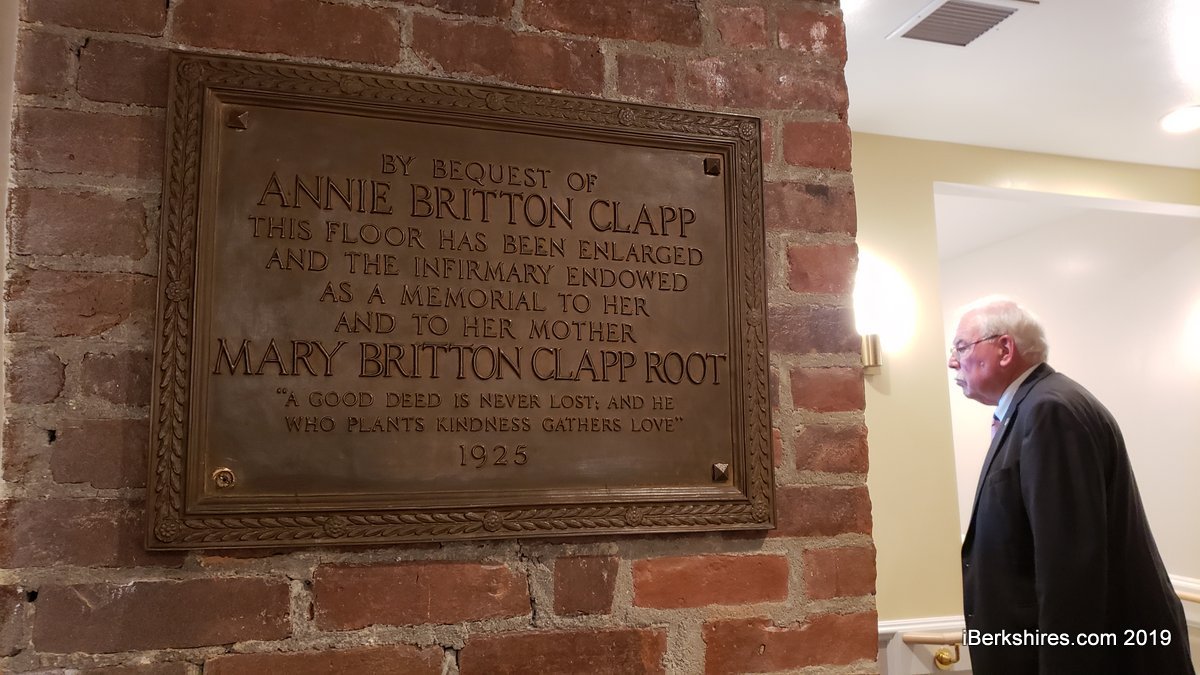 BY BEQUEST OF
ANNIE BRITTON CLAPP
THIS FLOOR HAS BEEN ENLARGED
AND THE INFIRMARY ENDOWED
AS A MEMORIAL TO HER
AND TO HER MOTHER
MARY BRITTON CLAPP ROOT
"A GOOD DEED IS NEVER LOST; AND HE
WHO PLANTS KINDNESS GATHERS LOVE"
1925
iBerkshires.com 2019